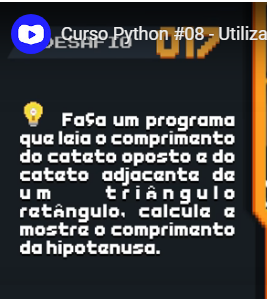 Curso Python #08 - Utiliza
DESAFIO 017
Faça um programa
que leia o comprimento
do cateto oposto e do
cateto adjacente de
um triângulo
retângulo, calcule e
mostre o comprimento
da hipotenusa.